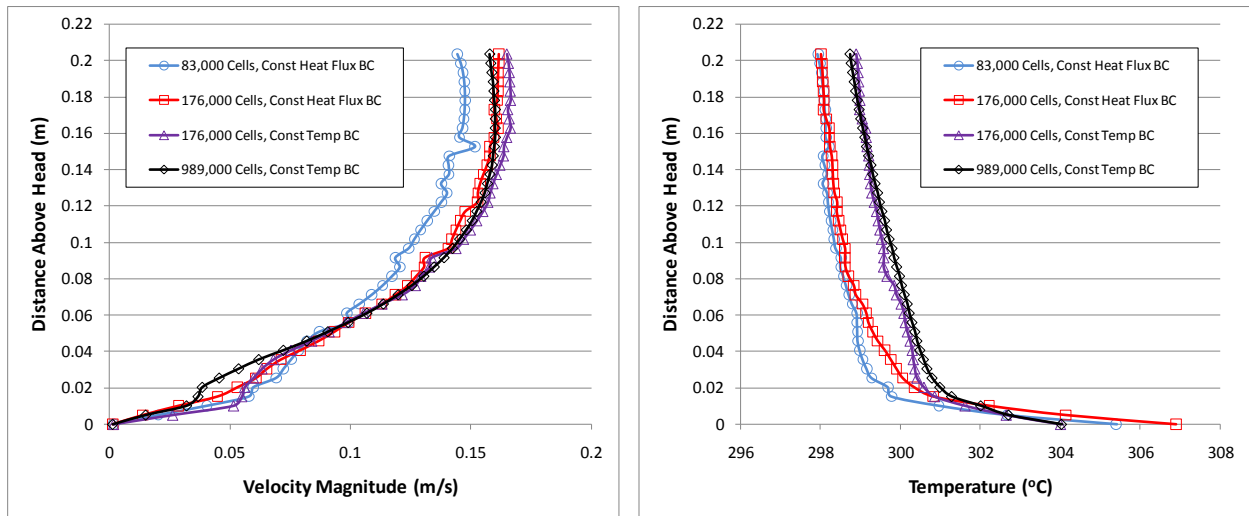 0.22
0.2
0.18
0.16
0.14
0.12
0.1
0.08
0.06
0.04
0.02
0
Distance Above Head (m)
83,000 Cells, Const Heat Flux BC
176,000 Cells, Const Heat Flux BC
176,000 Cells, Const Temp BC
989,000 Cells, Const Temp BC
0 0.05 0.1 0.15 0.2
Velocity Magnitude (m/s)
0.22
0.2
0.18
0.16
0.14
0.12
0.1
0.08
0.06
0.04
0.02
0
Distance Above Head (m)
83,000 Cells, Const Heat Flux BC
176,000 Cells, Const Heat Flux BC
176,000 Cells, Const Temp BC
989,000 Cells, Const Temp BC
296 298 300 302 304 306 308
Temperature (°C)